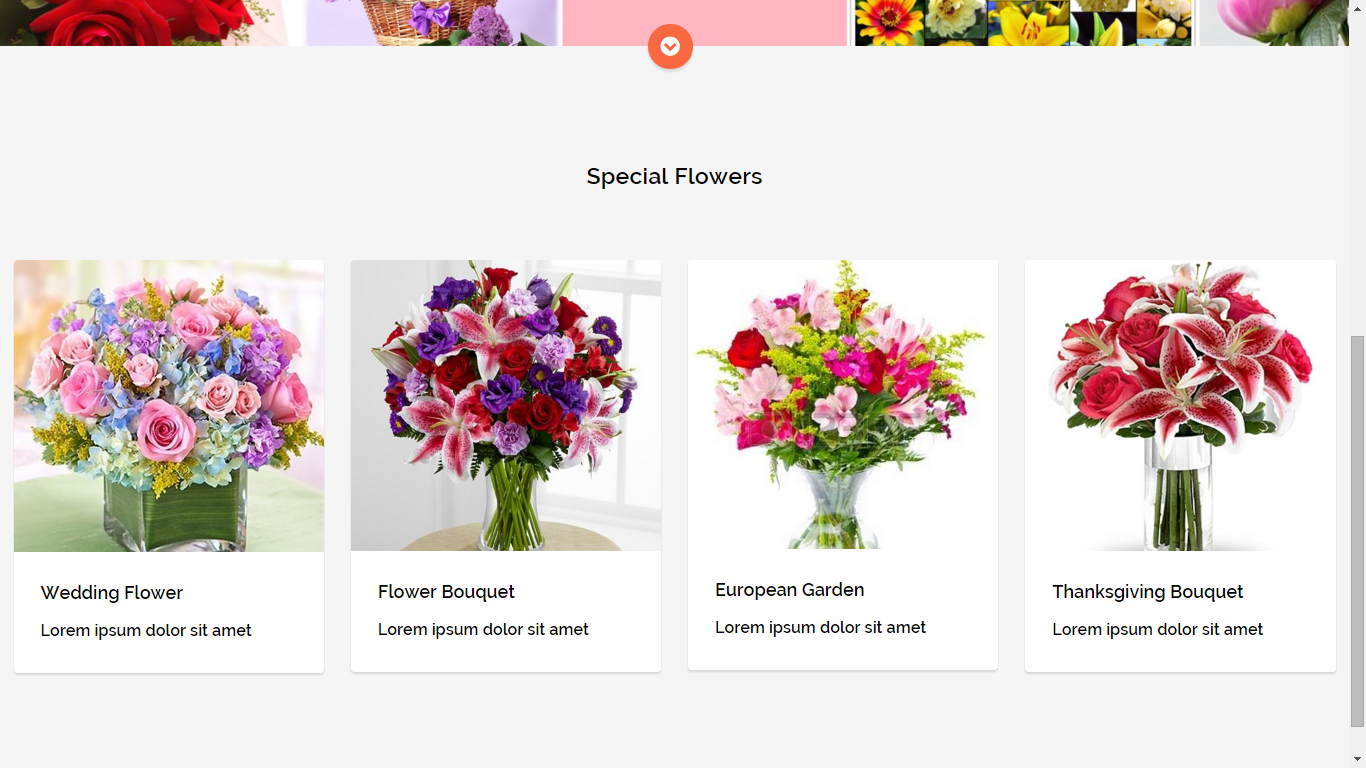 Special Flowers
Wedding Flower
Lorem ipsum dolor sit amet
Flower Bouquet
Lorem ipsum dolor sit amet
European Garden
Lorem ipsum dolor sit amet
Thanksgiving Bouquet
Lorem ipsum dolor sit amet